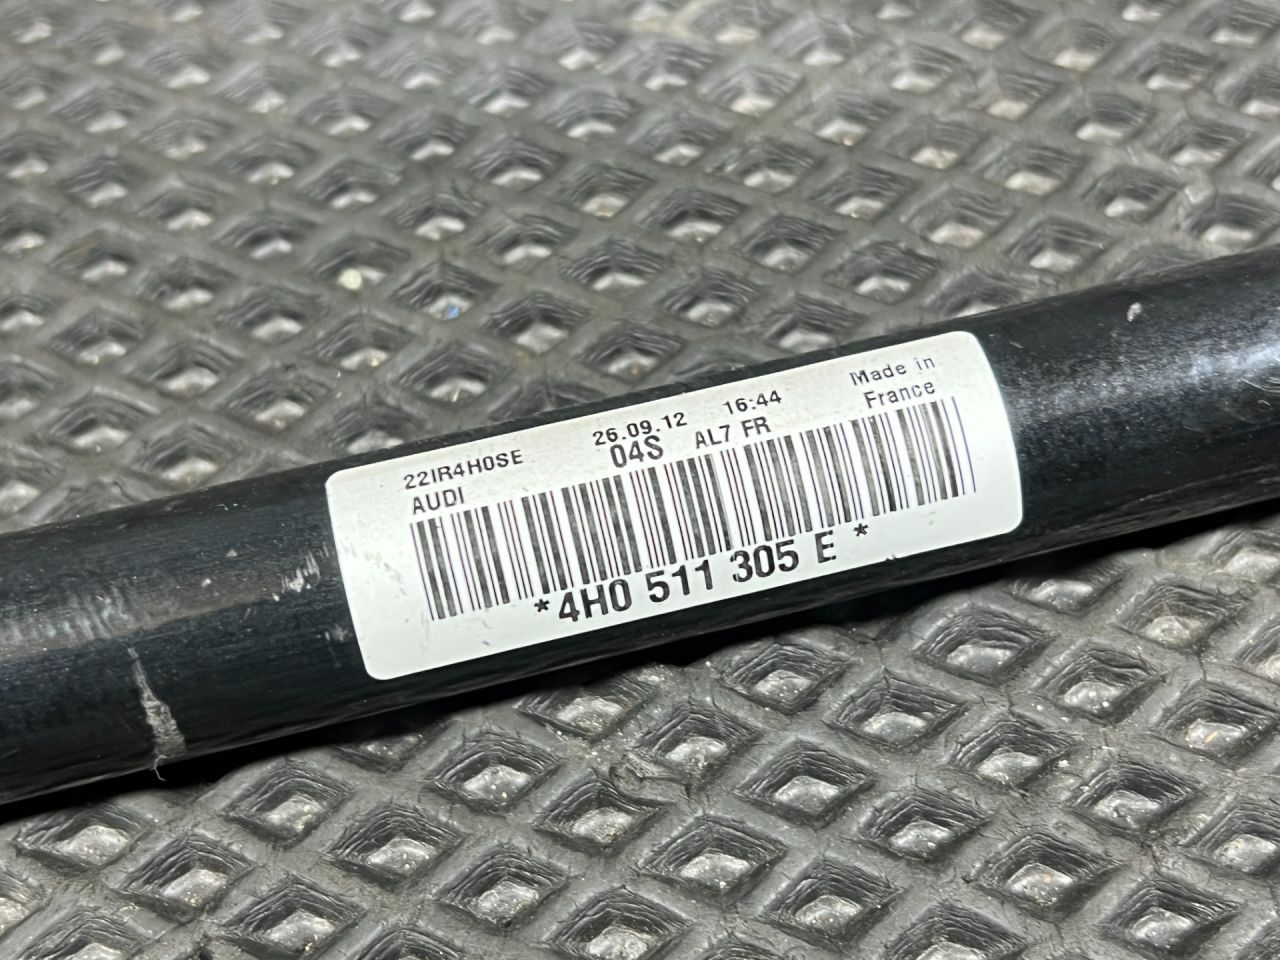 22IR4H0SE 26.09.12 16:44 Made in
AUDI 04S AL7 FR France
*4H0 511 305 E *